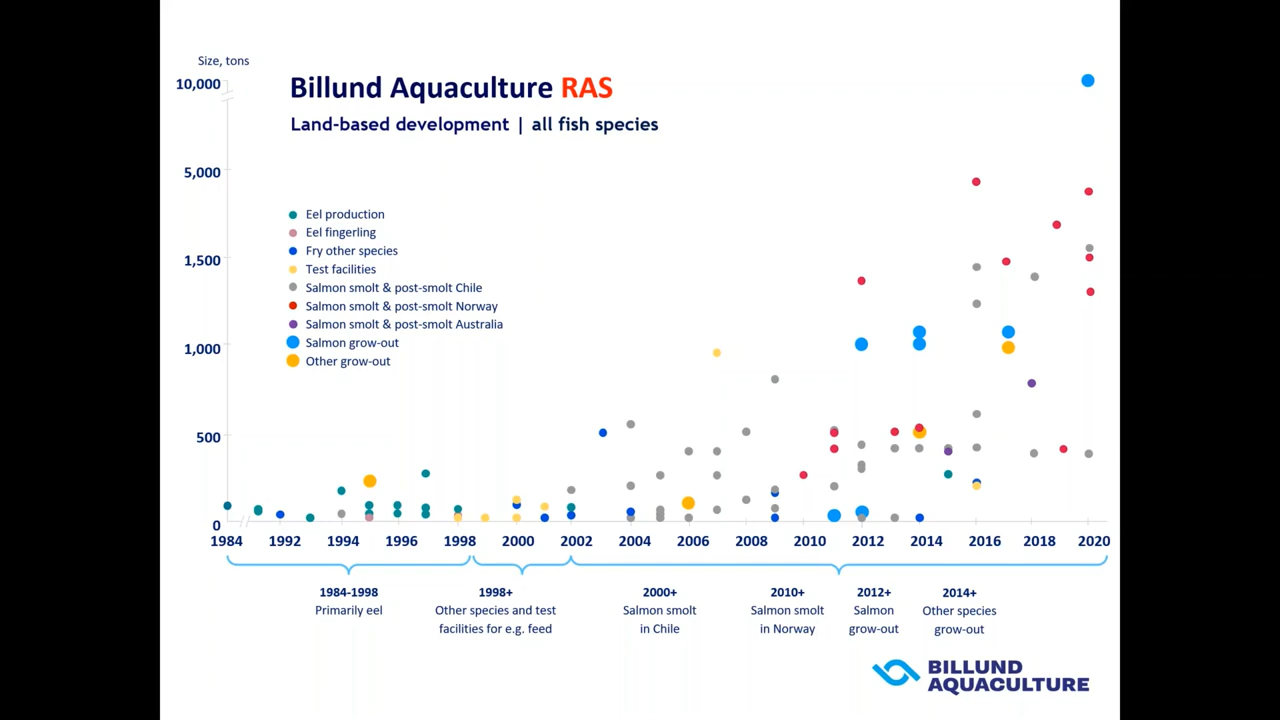 Size, tons
10,000
Billund Aquaculture RAS
Land-based development | all fish species
5,000
1,500
1,000
500
0
Eel production
Eel fingerling
Fry other species
Test facilities
Salmon smolt & post-smolt Chile
Salmon smolt & post-smolt Norway
Salmon smolt & post-smolt Australia
Salmon grow-out
Other grow-out
1984 1992 1994 1996 1998 2000 2002 2004 2006 2008 2010 2012 2014 2016 2018 2020
1984-1998
Primarily eel
1998+
Other species and test
facilities for e.g. feed
2000+
Salmon smolt
in Chile
2010+
Salmon smolt
in Norway
2012+
Salmon
grow-out
2014+
Other species
grow-out
BILLUND
AQUACULTURE